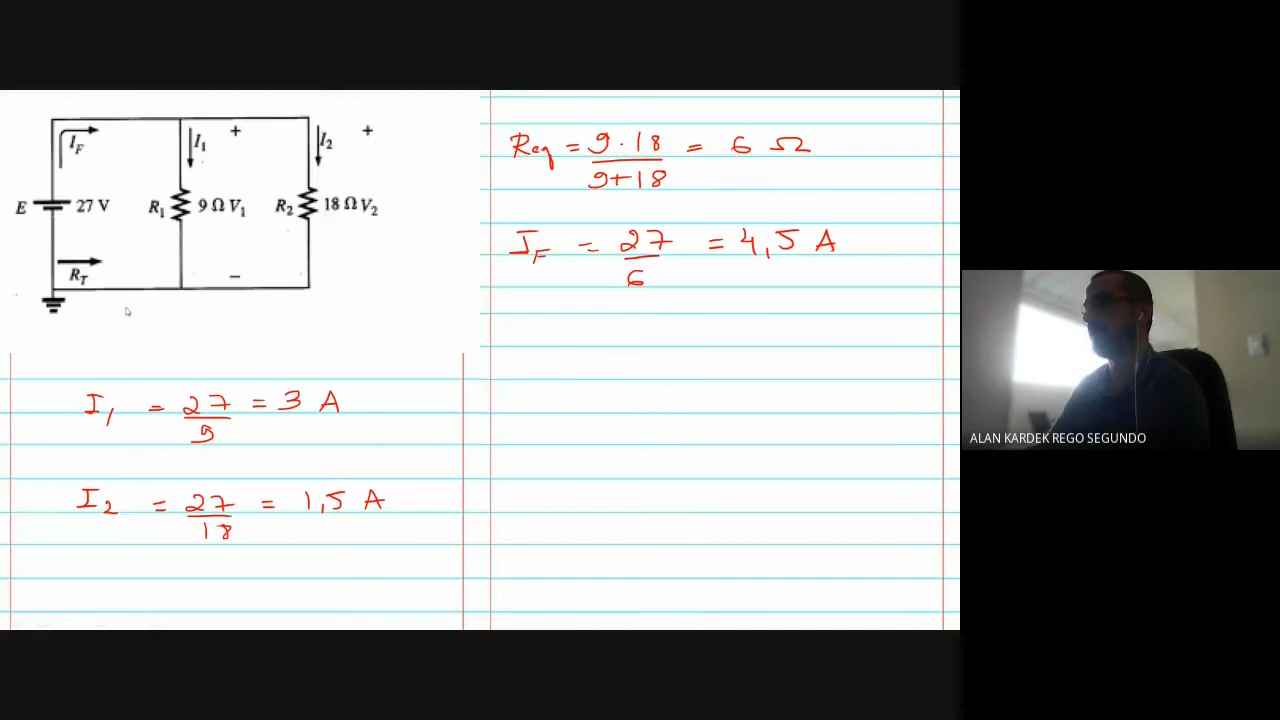 I_F
I_1 +
I_2 +
E 27 V R_1 9 Ω V_1 R_2 18 Ω V_2
R_T −
I_1 = 27/9 = 3 A
I_2 = 27/18 = 1,5 A
Req = 9·18/9+18 = 6 Ω
I_F = 27/6 = 4,5 A
ALAN KARDEK REGO SEGUNDO